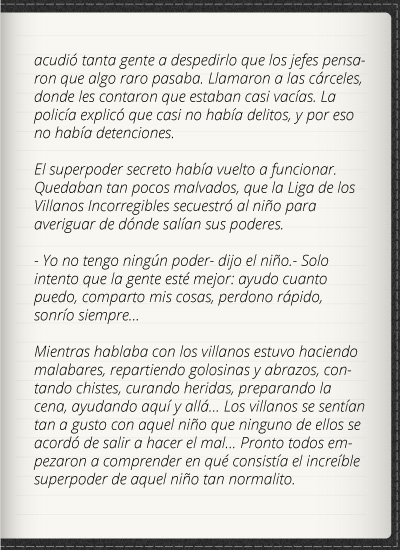 acudió tanta gente a despedirlo que los jefes pensa-
ron que algo raro pasaba. Llamaron a las cárceles,
donde les contaron que estaban casi vacías. La
policía explicó que casi no había delitos, y por eso
no había detenciones.
El superpoder secreto había vuelto a funcionar.
Quedaban tan pocos malvados, que la Liga de los
Villanos Incorregibles secuestró al niño para
averiguar de dónde salían sus poderes.
- Yo no tengo ningún poder- dijo el niño.- Solo
intento que la gente esté mejor: ayudo cuanto
puedo, comparto mis cosas, perdono rápido,
sonrío siempre...
Mientras hablaba con los villanos estuvo haciendo
malabares, repartiendo golosinas y abrazos, con-
tando chistes, curando heridas, preparando la
cena, ayudando aquí y allá... Los villanos se sentían
tan a gusto con aquel niño que ninguno de ellos se
acordó de salir a hacer el mal... Pronto todos em-
pezaron a comprender en qué consistía el increíble
superpoder de aquel niño tan normalito.